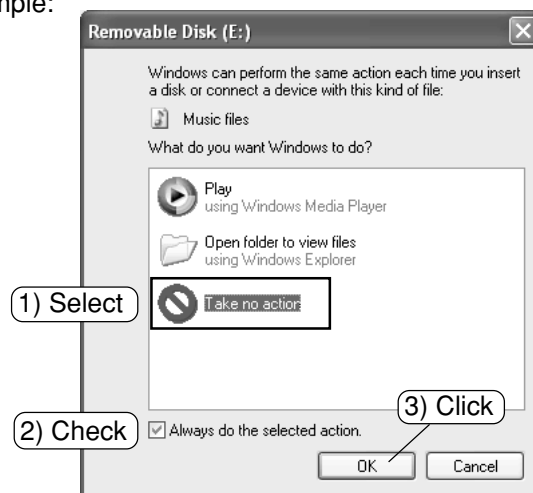 mple:
Removable Disk (E:)
Windows can perform the same action each time you insert
a disk or connect a device with this kind of file:
Music files
What do you want Windows to do?
Play
using Windows Media Player
Open folder to view files
using Windows Explorer
1) Select
Take no action
3) Click
2) Check
Always do the selected action.
OK
Cancel